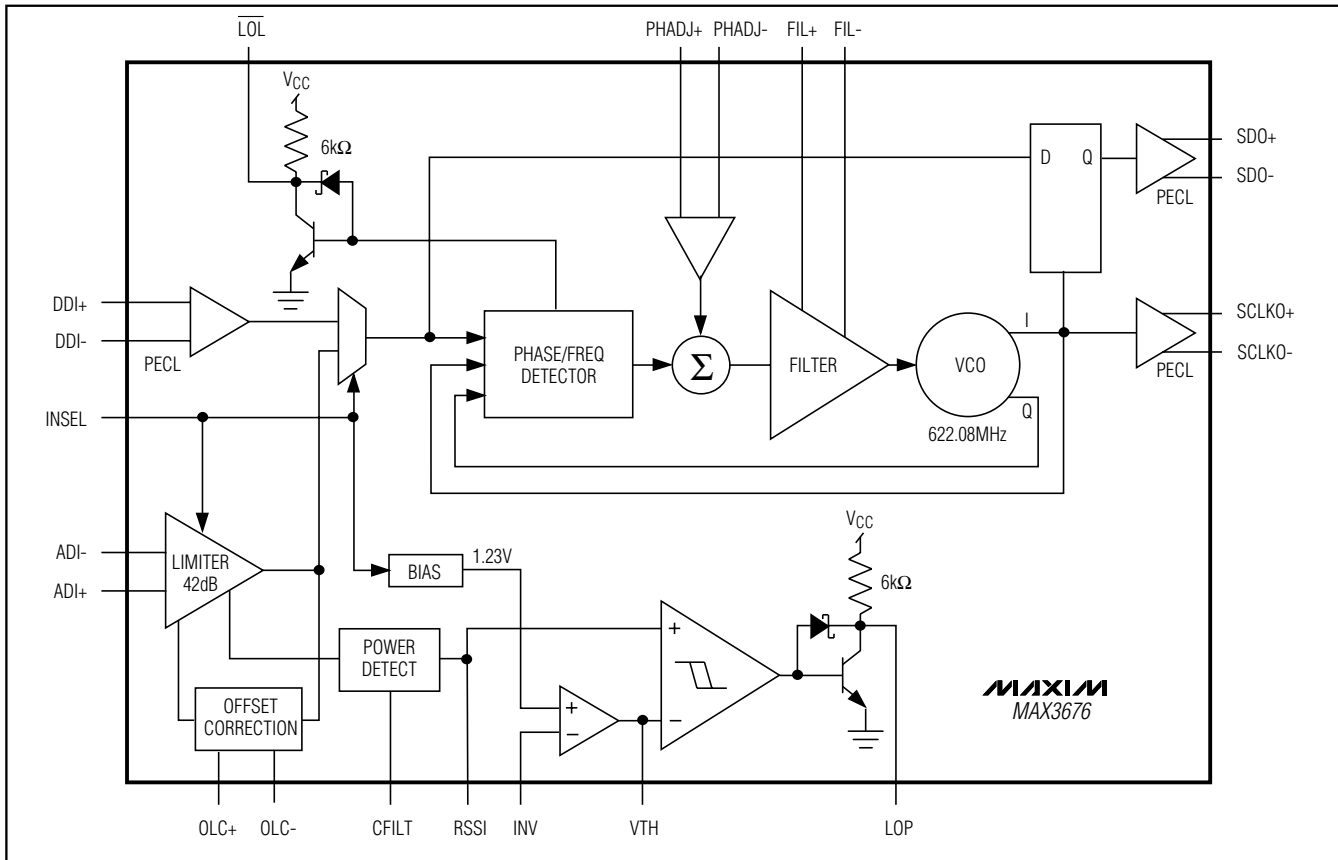 LOL
PHADJ+ PHADJ- FIL+ FIL-
VCC
6kΩ
D Q
SDO+
SDO-
PECL
DDI+
DDI-
PECL
PHASE/FREQ
DETECTOR
Σ
FILTER
VCO
I
Q
622.08MHz
SCLKO+
SCLKO-
PECL
INSEL
ADI-
ADI+
LIMITER
42dB
BIAS
1.23V
VCC
6kΩ
POWER
DETECT
+
-
+
-
OFFSET
CORRECTION
MAXIM
MAX3676
OLC+ OLC- CFILT RSSI INV VTH LOP